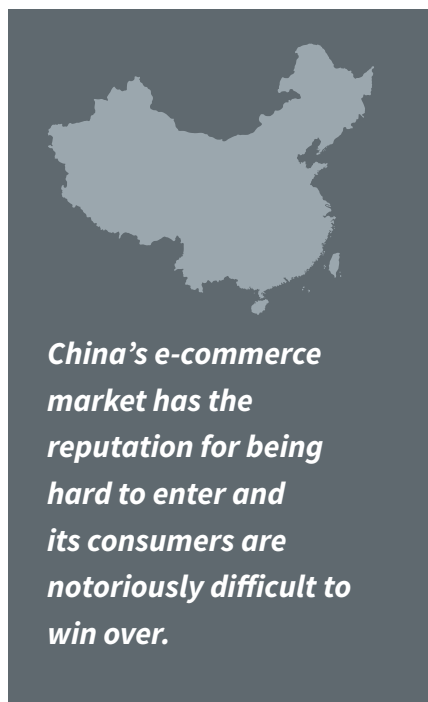 China’s e-commerce
market has the
reputation for being
hard to enter and
its consumers are
notoriously difficult to
win over.